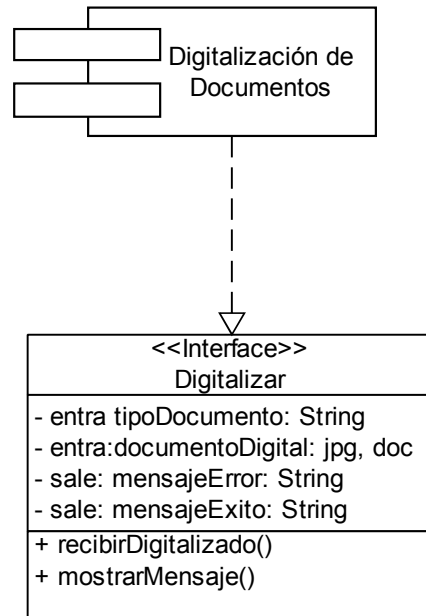 Digitalización de
Documentos
<<Interface>>
Digitalizar
- entra tipoDocumento: String
- entra:documentoDigital: jpg, doc
- sale: mensajeError: String
- sale: mensajeExito: String
+ recibirDigitalizado()
+ mostrarMensaje()